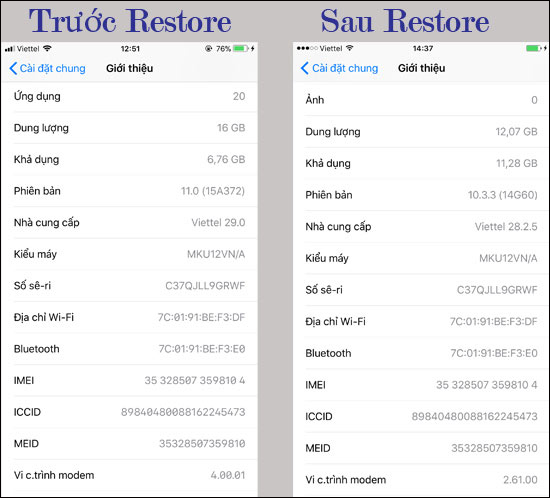 Trước Restore
Viettel 12:51 76%
Cài đặt chung Giới thiệu
Ứng dụng 20
Dung lượng 16 GB
Khả dụng 6,76 GB
Phiên bản 11.0 (15A372)
Nhà cung cấp Viettel 29.0
Kiểu máy MKU12VN/A
Số sê-ri C37QJLL9GRWF
Địa chỉ Wi-Fi 7C:01:91:BE:F3:DF
Bluetooth 7C:01:91:BE:F3:E0
IMEI 35 328507 359810 4
ICCID 89840480088162245473
MEID 35328507359810
Vi c.trình modem 4.00.01
Sau Restore
Viettel 14:37
Cài đặt chung Giới thiệu
Ảnh 0
Dung lượng 12,07 GB
Khả dụng 11,28 GB
Phiên bản 10.3.3 (14G60)
Nhà cung cấp Viettel 28.2.5
Kiểu máy MKU12VN/A
Số sê-ri C37QJLL9GRWF
Địa chỉ Wi-Fi 7C:01:91:BE:F3:DF
Bluetooth 7C:01:91:BE:F3:E0
IMEI 35 328507 359810 4
ICCID 89840480088162245473
MEID 35328507359810
Vi c.trình modem 2.61.00